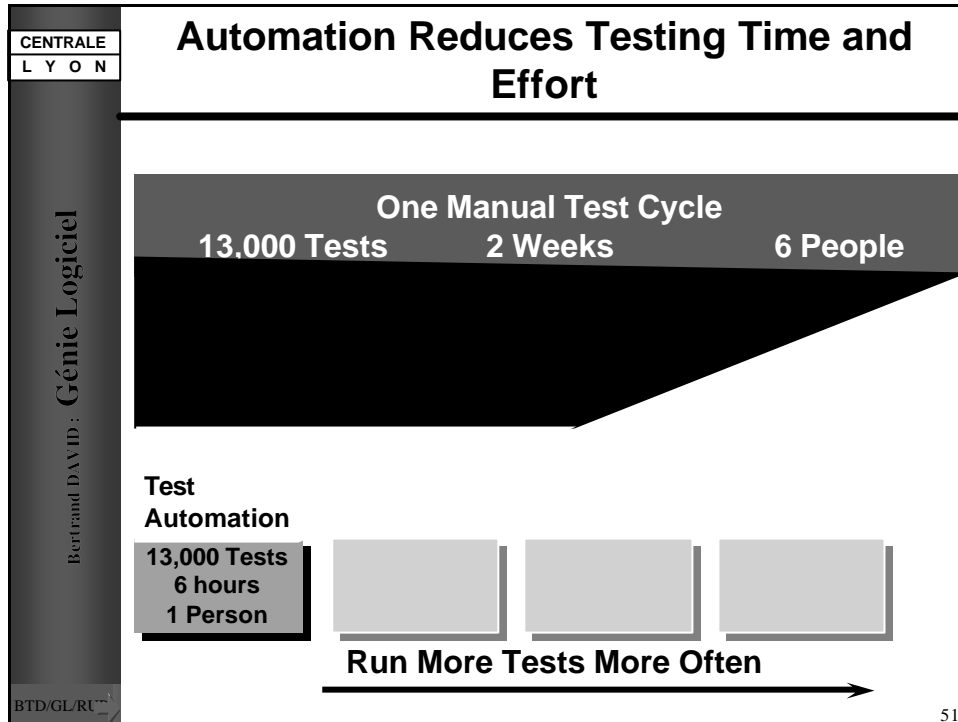 CENTRALE
L Y O N
Automation Reduces Testing Time and
Effort
Bertrand DAVID : Génie Logiciel
One Manual Test Cycle
13,000 Tests 2 Weeks 6 People
Test
Automation
13,000 Tests
6 hours
1 Person
Run More Tests More Often
BTD/GL/RUP
51